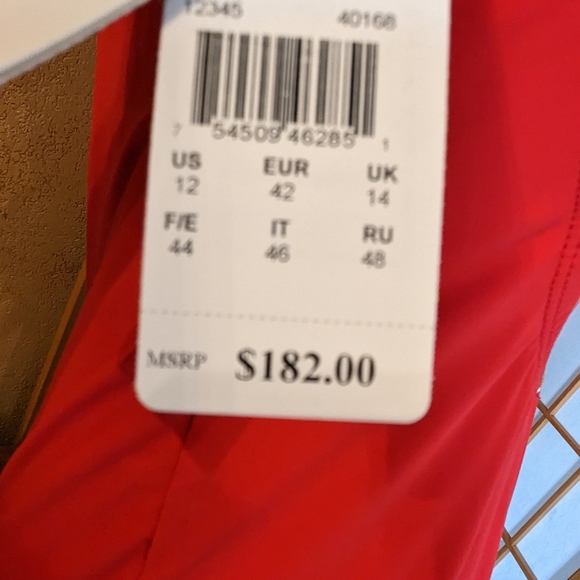 12345 40168
7 54509 46285 1
US EUR UK
12 42 14
F/E IT RU
44 46 48
MSRP $182.00